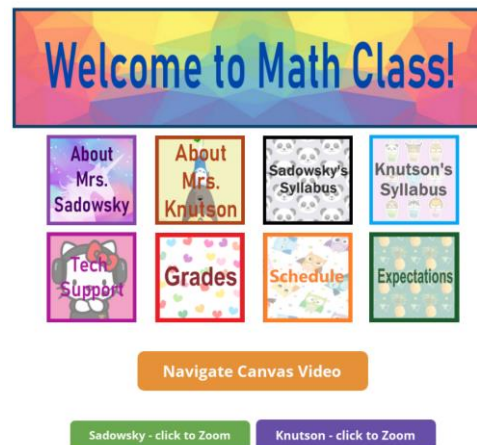 Welcome to Math Class!
About
Mrs.
Sadowsky
About
Mrs.
Knutson
Sadowsky's
Syllabus
Knutson's
Syllabus
Tech
Support
Grades
Schedule
Expectations
Navigate Canvas Video
Sadowsky - click to Zoom
Knutson - click to Zoom